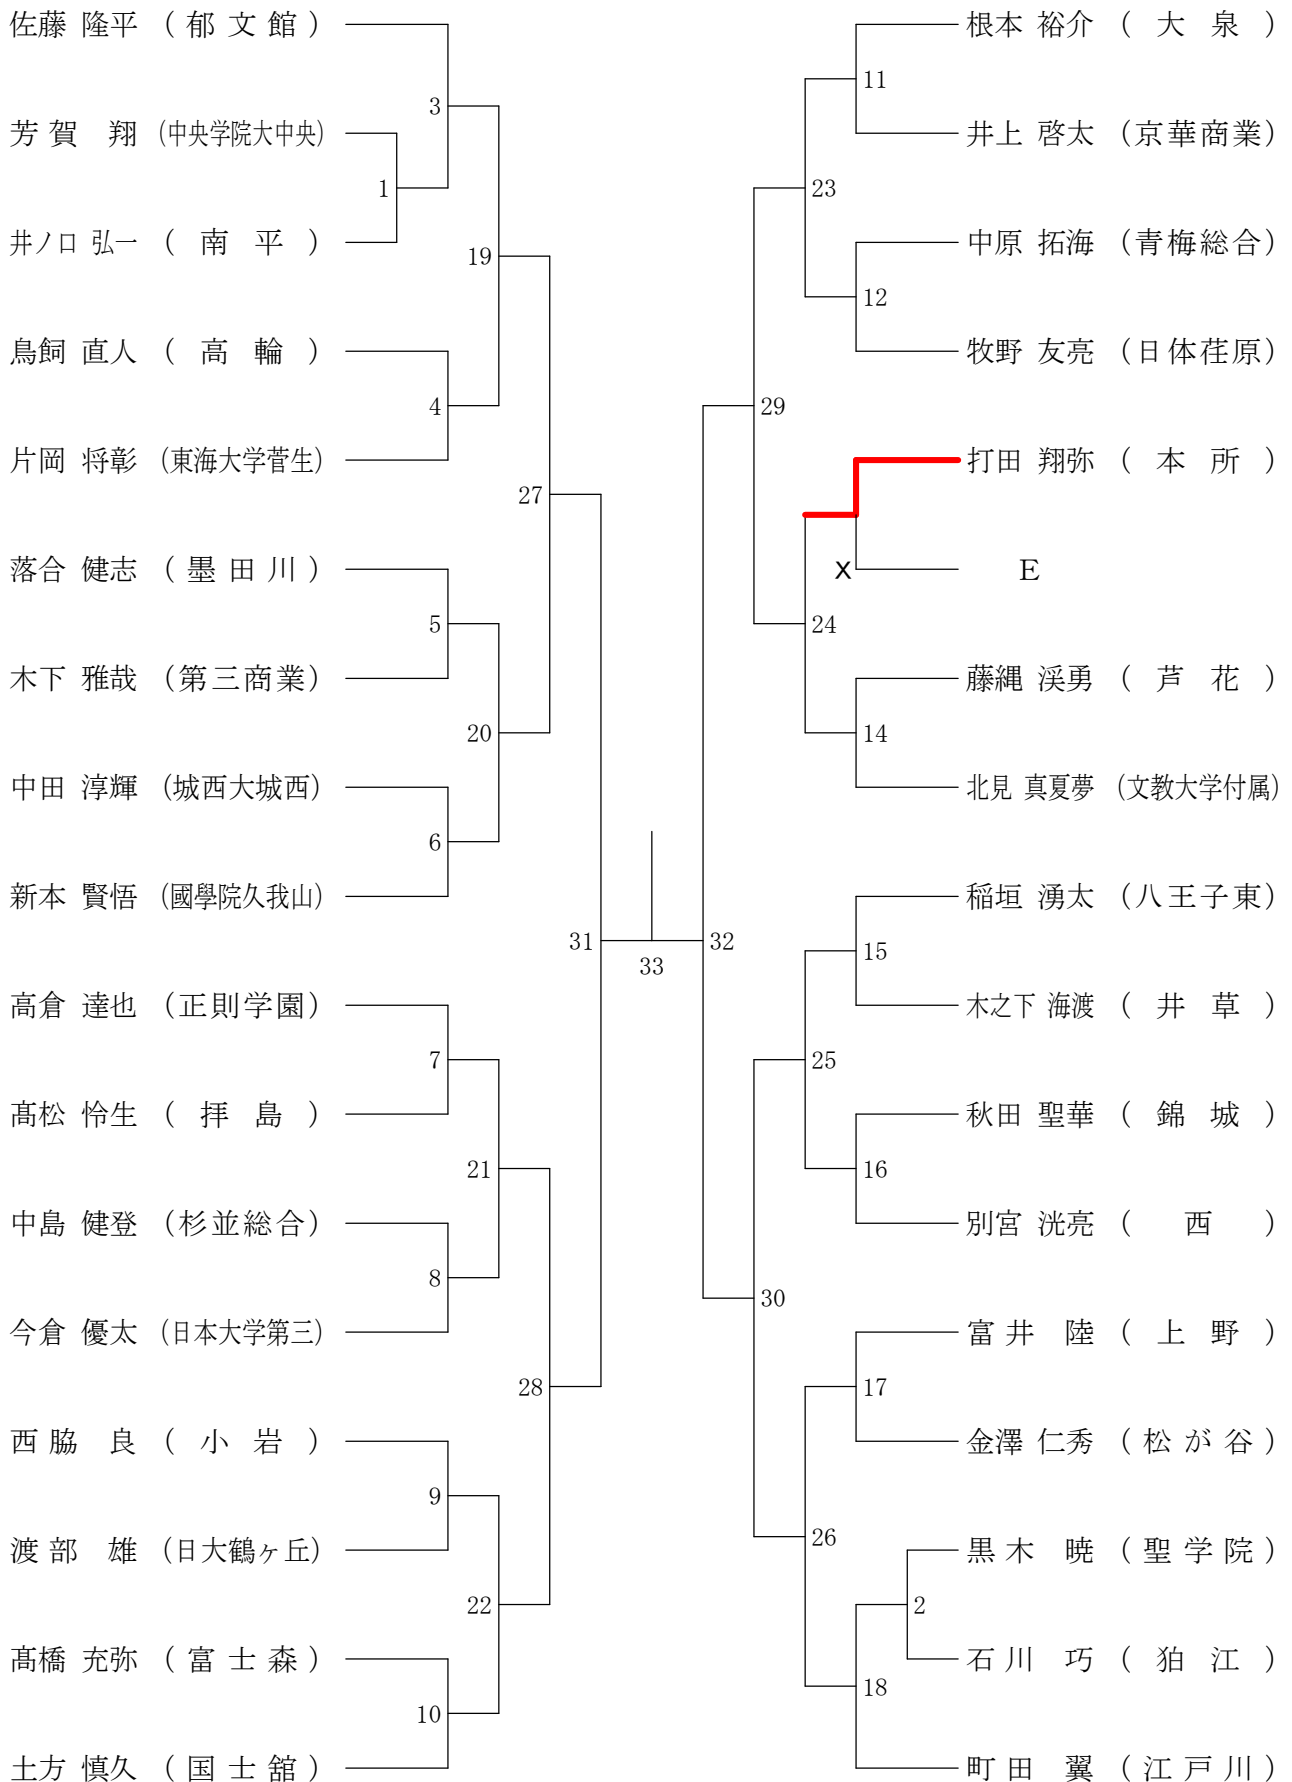 佐藤 隆平 （ 郁 文 館 ）
3
芳 賀 翔 （中央学院大中央）
1
井ノ口 弘一 （ 南 平 ）
19
鳥飼 直人 （ 高 輪 ）
4
片岡 将彰 （東海大学菅生）
27
落合 健志 （ 墨 田 川 ）
5
木下 雅哉 （第三商業）
20
中田 淳輝 （城西大城西）
6
新本 賢悟 （國學院久我山）
31
33
高倉 達也 （正則学園）
7
髙松 怜生 （ 拝 島 ）
21
中島 健登 （杉並総合）
8
今倉 優太 （日本大学第三）
28
西 脇 良 （ 小 岩 ）
9
渡 部 雄 （日大鶴ヶ丘）
22
髙橋 充弥 （ 富 士 森 ）
10
土方 慎久 （ 国 士 舘 ）
根本 裕介 （ 大 泉 ）
11
井上 啓太 （京華商業）
23
中原 拓海 （青梅総合）
12
牧野 友亮 （日体荏原）
29
打田 翔弥 （ 本 所 ）
X E
24
藤縄 渓勇 （ 芦 花 ）
14
北見 真夏夢 （文教大学付属）
稲垣 湧太 （八王子東）
32
15
木之下 海渡 （ 井 草 ）
25
秋田 聖華 （ 錦 城 ）
16
別宮 洸亮 （ 西 ）
30
富 井 陸 （ 上 野 ）
17
金澤 仁秀 （ 松 が 谷 ）
26
黒 木 暁 （ 聖 学 院 ）
2
石 川 巧 （ 狛 江 ）
18
町 田 翼 （ 江 戸 川 ）